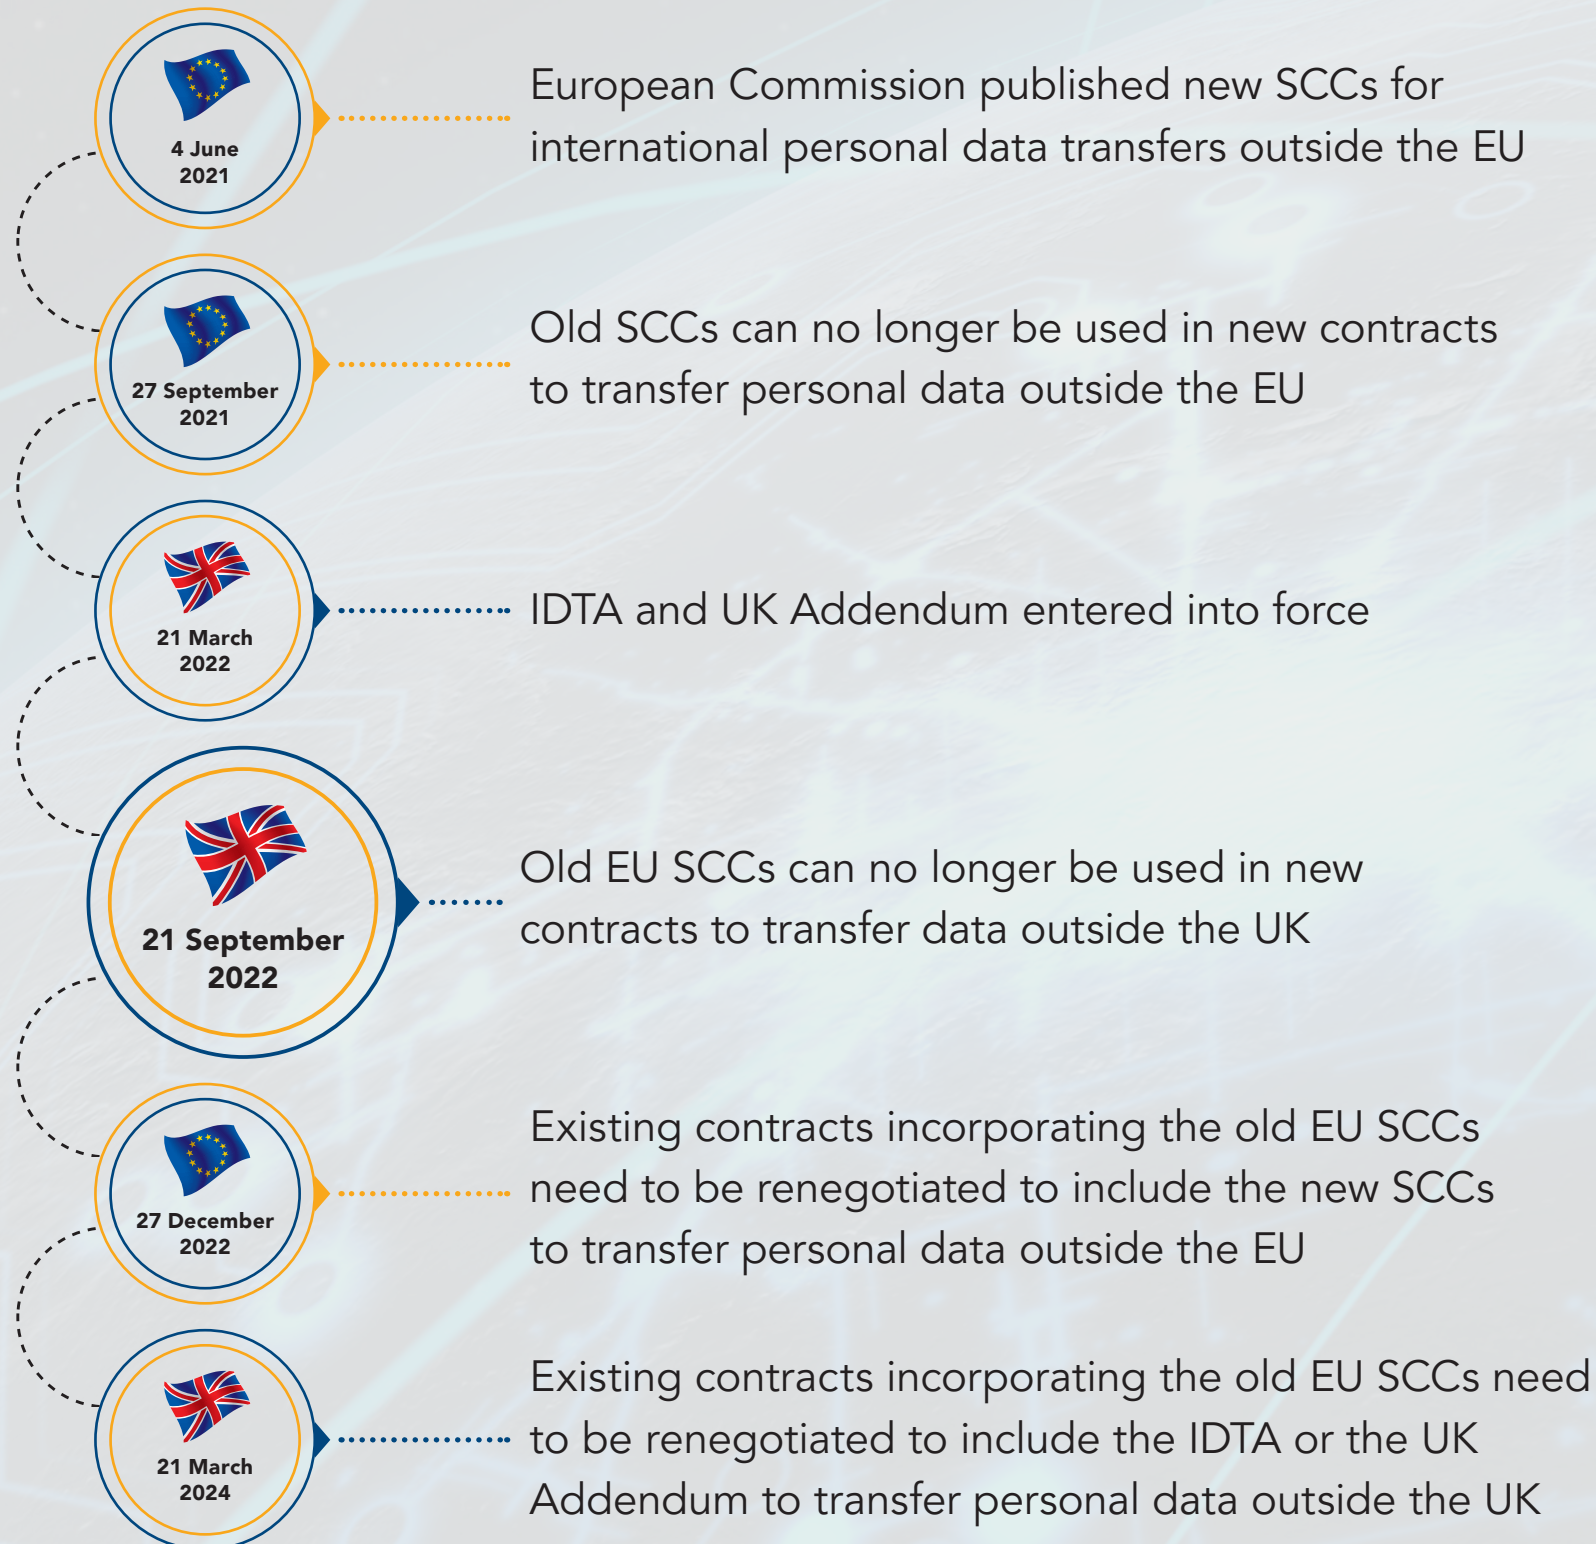 4 June
2021
European Commission published new SCCs for
international personal data transfers outside the EU
27 September
2021
Old SCCs can no longer be used in new contracts
to transfer personal data outside the EU
21 March
2022
IDTA and UK Addendum entered into force
21 September
2022
Old EU SCCs can no longer be used in new
contracts to transfer data outside the UK
27 December
2022
Existing contracts incorporating the old EU SCCs
need to be renegotiated to include the new SCCs
to transfer personal data outside the EU
21 March
2024
Existing contracts incorporating the old EU SCCs need
to be renegotiated to include the IDTA or the UK
Addendum to transfer personal data outside the UK